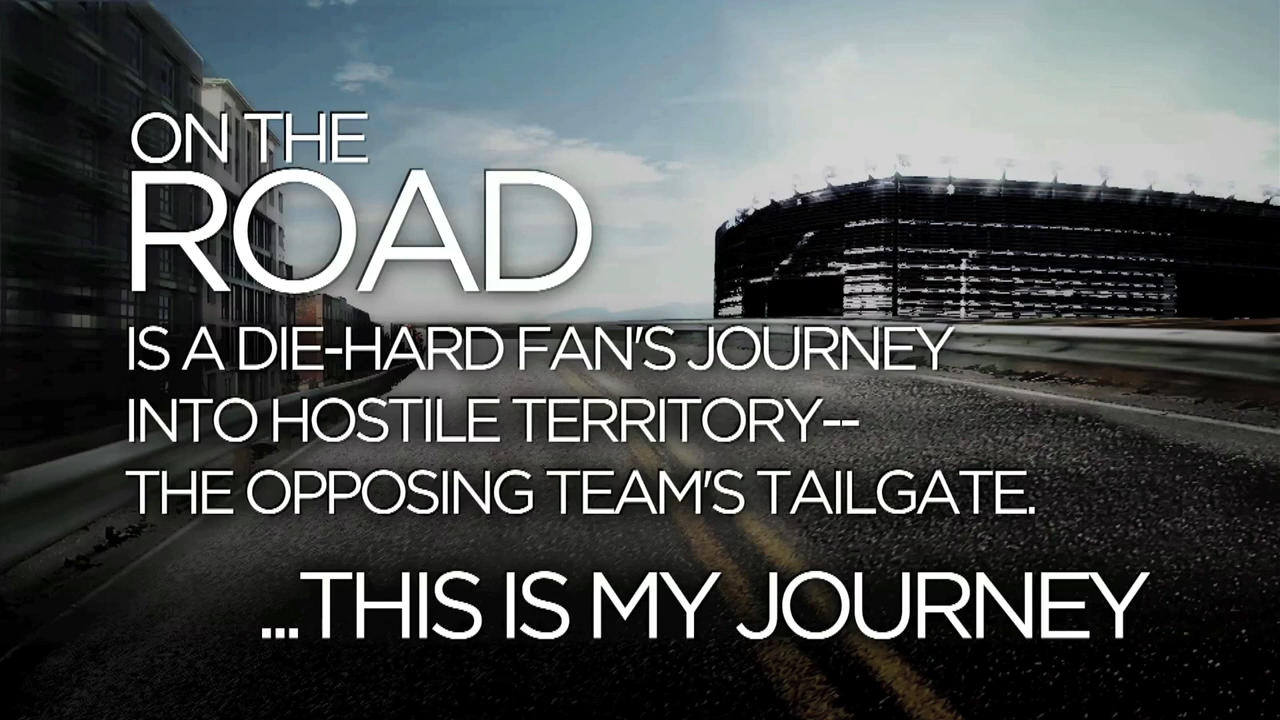 ON THE
ROAD
IS A DIE-HARD FAN'S JOURNEY
INTO HOSTILE TERRITORY--
THE OPPOSING TEAM'S TAILGATE.
...THIS IS MY JOURNEY